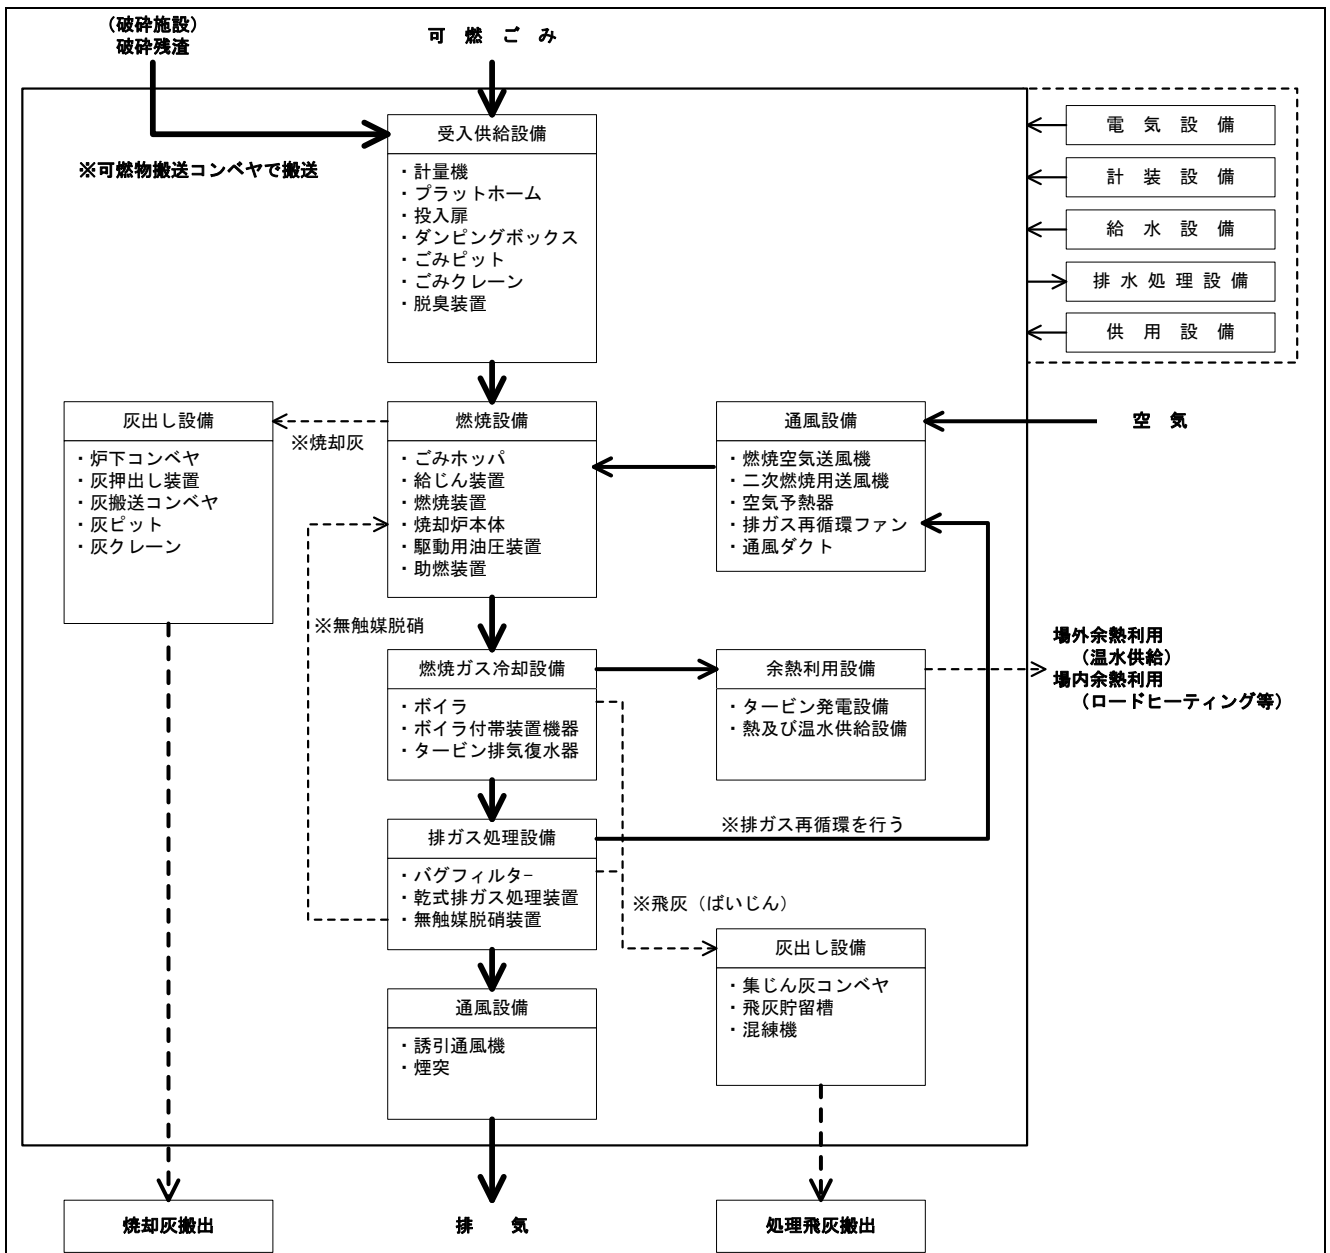 （破砕施設）
破砕残渣
可　燃　ご　み
※可燃物搬送コンベヤで搬送
受入供給設備
・計量機
・プラットホーム
・投入扉
・ダンピングボックス
・ごみピット
・ごみクレーン
・脱臭装置
電　気　設　備
計　装　設　備
給　水　設　備
排 水 処 理 設 備
供　用　設　備
灰出し設備
・炉下コンベヤ
・灰押出し装置
・灰搬送コンベヤ
・灰ピット
・灰クレーン
※焼却灰
燃焼設備
・ごみホッパ
・給じん装置
・燃焼装置
・焼却炉本体
・駆動用油圧装置
・助燃装置
通風設備
・燃焼空気送風機
・二次燃焼用送風機
・空気予熱器
・排ガス再循環ファン
・通風ダクト
空　気
※無触媒脱硝
燃焼ガス冷却設備
・ボイラ
・ボイラ付帯装置機器
・タービン排気復水器
余熱利用設備
・タービン発電設備
・熱及び温水供給設備
場外余熱利用
（温水供給）
場内余熱利用
（ロードヒーティング等）
※排ガス再循環を行う
排ガス処理設備
・バグフィルタ−
・乾式排ガス処理装置
・無触媒脱硝装置
※飛灰（ばいじん）
灰出し設備
・集じん灰コンベヤ
・飛灰貯留槽
・混練機
通風設備
・誘引通風機
・煙突
焼却灰搬出
排　　気
処理飛灰搬出